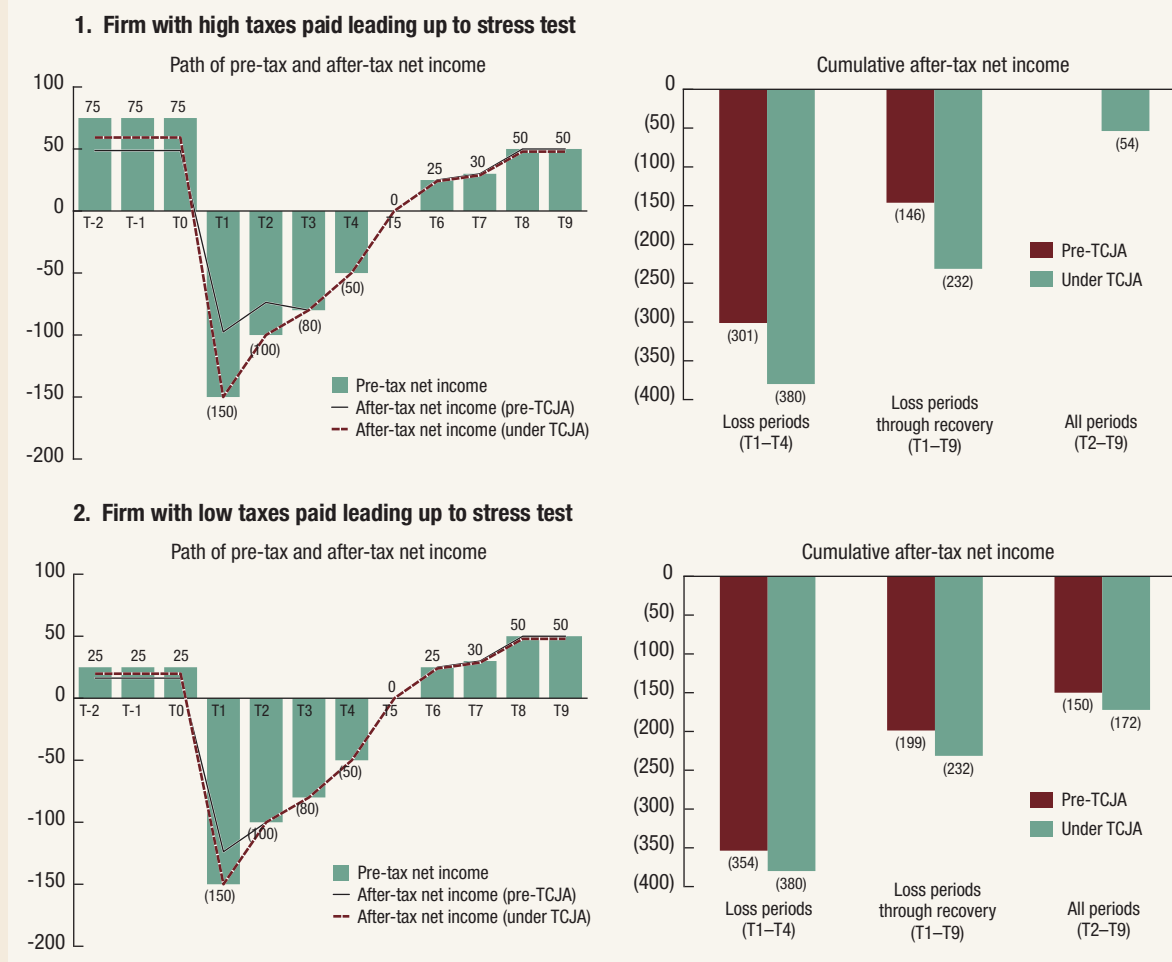 1. Firm with high taxes paid leading up to stress test
Path of pre-tax and after-tax net income
100
50
0
-50
-100
-150
-200
75
75
75
T-2
T-1
T0
T1
T2
T3
T4
T5
T6
T7
T8
T9
(150)
(100)
(80)
(50)
0
25
30
50
50
Pre-tax net income
After-tax net income (pre-TCJA)
After-tax net income (under TCJA)
Cumulative after-tax net income
0
(50)
(100)
(150)
(200)
(250)
(300)
(350)
(400)
(301)
(380)
(146)
(232)
(54)
Pre-TCJA
Under TCJA
Loss periods
(T1–T4)
Loss periods
through recovery
(T1–T9)
All periods
(T2–T9)
2. Firm with low taxes paid leading up to stress test
Path of pre-tax and after-tax net income
100
50
0
-50
-100
-150
-200
25
25
25
T-2
T-1
T0
T1
T2
T3
T4
T5
T6
T7
T8
T9
(150)
(100)
(80)
(50)
0
25
30
50
50
Pre-tax net income
After-tax net income (pre-TCJA)
After-tax net income (under TCJA)
Cumulative after-tax net income
0
(50)
(100)
(150)
(200)
(250)
(300)
(350)
(400)
(354)
(380)
(199)
(232)
(150)
(172)
Pre-TCJA
Under TCJA
Loss periods
(T1–T4)
Loss periods
through recovery
(T1–T9)
All periods
(T2–T9)